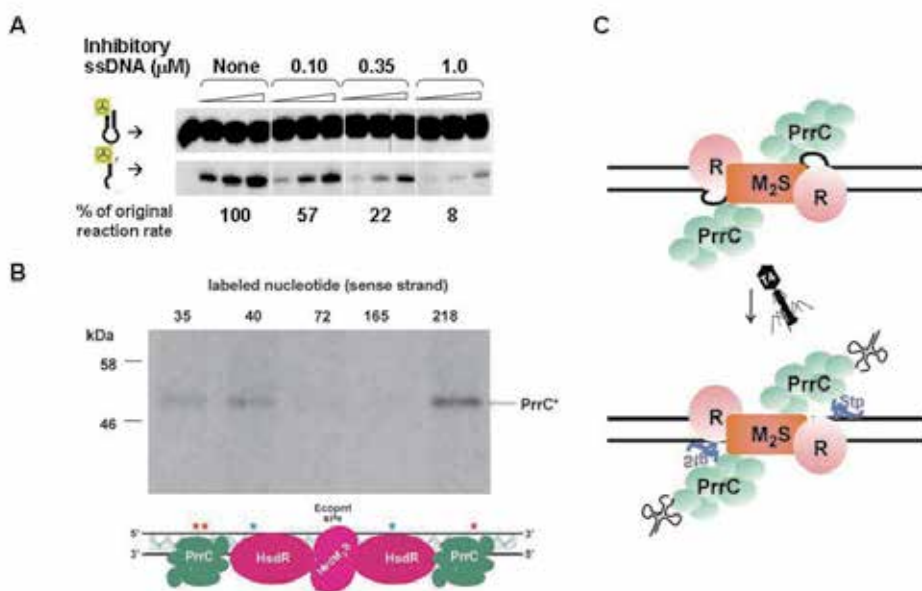 A
Inhibitory
ssDNA (µM) None 0.10 0.35 1.0
% of original
reaction rate 100 57 22 8
B
labeled nucleotide (sense strand)
35 40 72 165 218
kDa
58
46
PrrC*
5' 3'
3' 5'
PrrC HsdR HsdR PrrC
C
R PrrC
M₂S
PrrC R
T4
PrrC
R Stp
M₂S
Stp R
PrrC